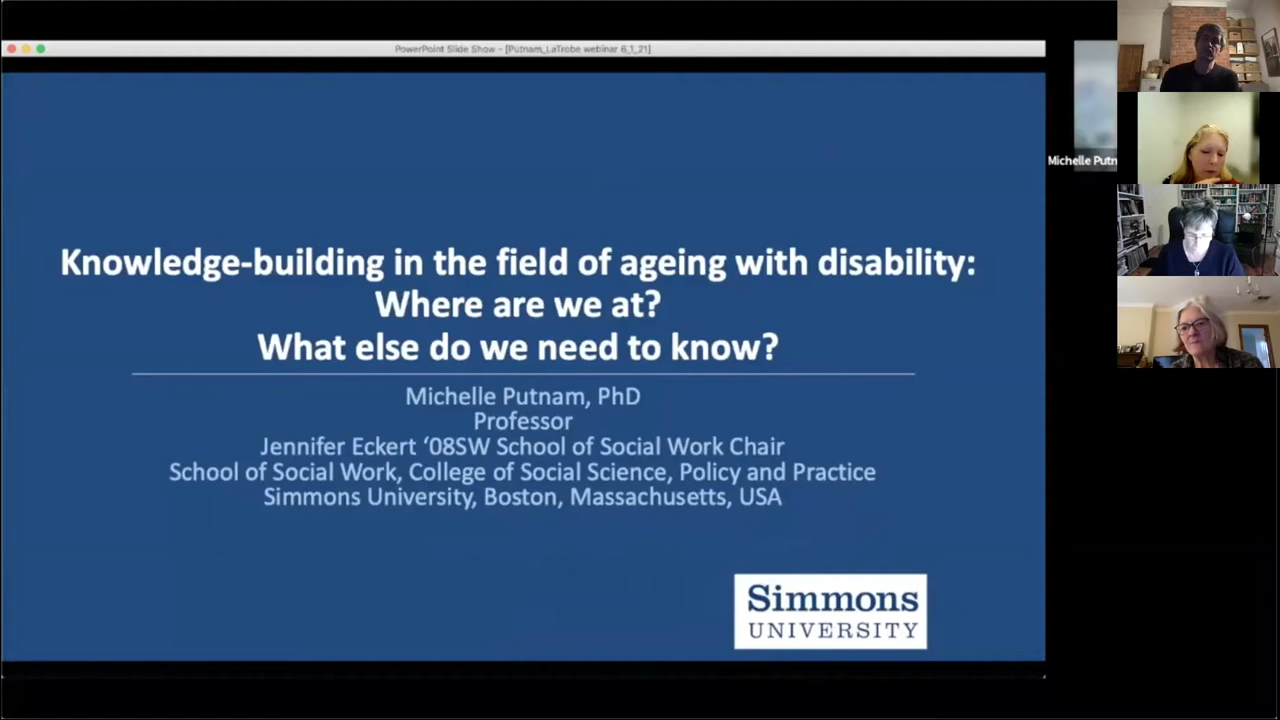 PowerPoint Slide Show - [Putnam_LaTrobe webinar 6_1_21]
Knowledge-building in the field of ageing with disability:
Where are we at?
What else do we need to know?
Michelle Putnam, PhD
Professor
Jennifer Eckert ‘08SW School of Social Work Chair
School of Social Work, College of Social Science, Policy and Practice
Simmons University, Boston, Massachusetts, USA
Simmons
UNIVERSITY
Michelle Putn